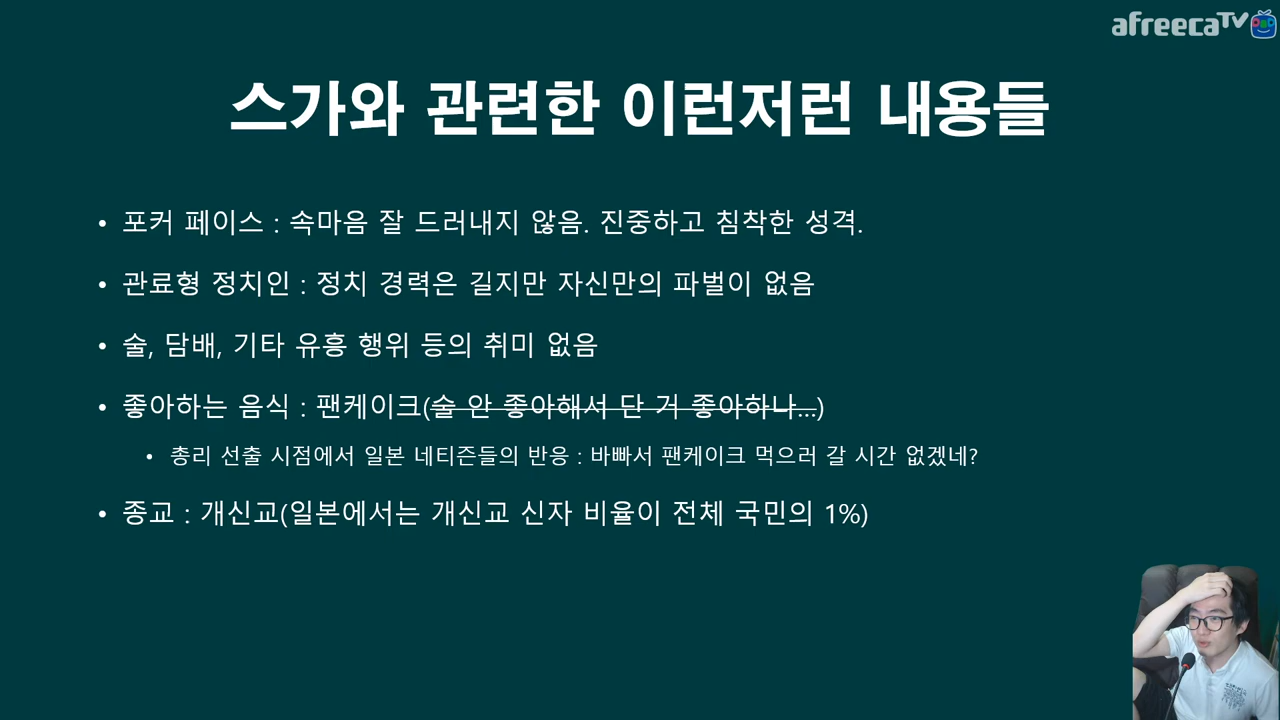 afreecaTV
스가와 관련한 이런저런 내용들
• 포커 페이스 : 속마음 잘 드러내지 않음. 진중하고 침착한 성격.
• 관료형 정치인 : 정치 경력은 길지만 자신만의 파벌이 없음
• 술, 담배, 기타 유흥 행위 등의 취미 없음
• 좋아하는 음식 : 팬케이크(술 안 좋아해서 단 거 좋아하나...)
• 총리 선출 시점에서 일본 네티즌들의 반응 : 바빠서 팬케이크 먹으러 갈 시간 없겠네?
• 종교 : 개신교(일본에서는 개신교 신자 비율이 전체 국민의 1%)